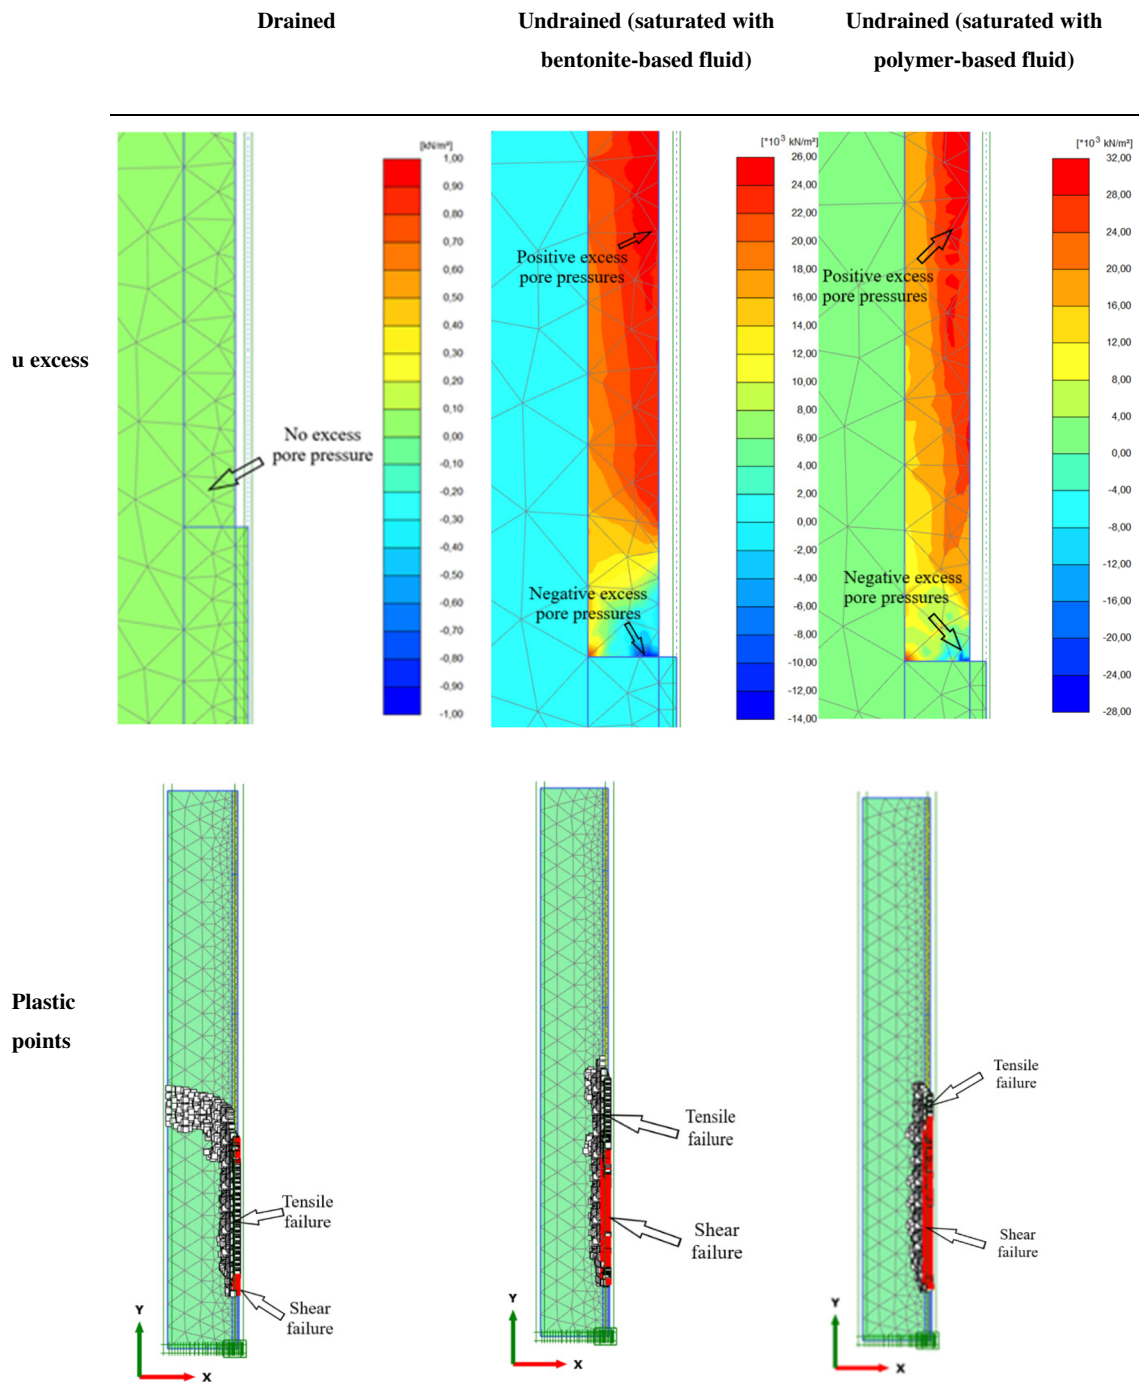 Drained
Undrained (saturated with
bentonite-based fluid)
Undrained (saturated with
polymer-based fluid)
u excess
[kN/m²]
1,00
0,90
0,80
0,70
0,60
0,50
0,40
0,30
0,20
0,10
0,00
-0,10
-0,20
-0,30
-0,40
-0,50
-0,60
-0,70
-0,80
-0,90
-1,00
No excess
pore pressure
[*10³ kN/m²]
26,00
24,00
22,00
20,00
18,00
16,00
14,00
12,00
10,00
8,00
6,00
4,00
2,00
0,00
-2,00
-4,00
-6,00
-8,00
-10,00
-12,00
-14,00
Positive excess
pore pressures
Negative excess
pore pressures
[*10³ kN/m²]
32,00
28,00
24,00
20,00
16,00
12,00
8,00
4,00
0,00
-4,00
-8,00
-12,00
-16,00
-20,00
-24,00
-28,00
Positive excess
pore pressures
Negative excess
pore pressures
Plastic
points
Tensile
failure
Shear
failure
Y
X
Tensile
failure
Shear
failure
Y
X
Tensile
failure
Shear
failure
Y
X